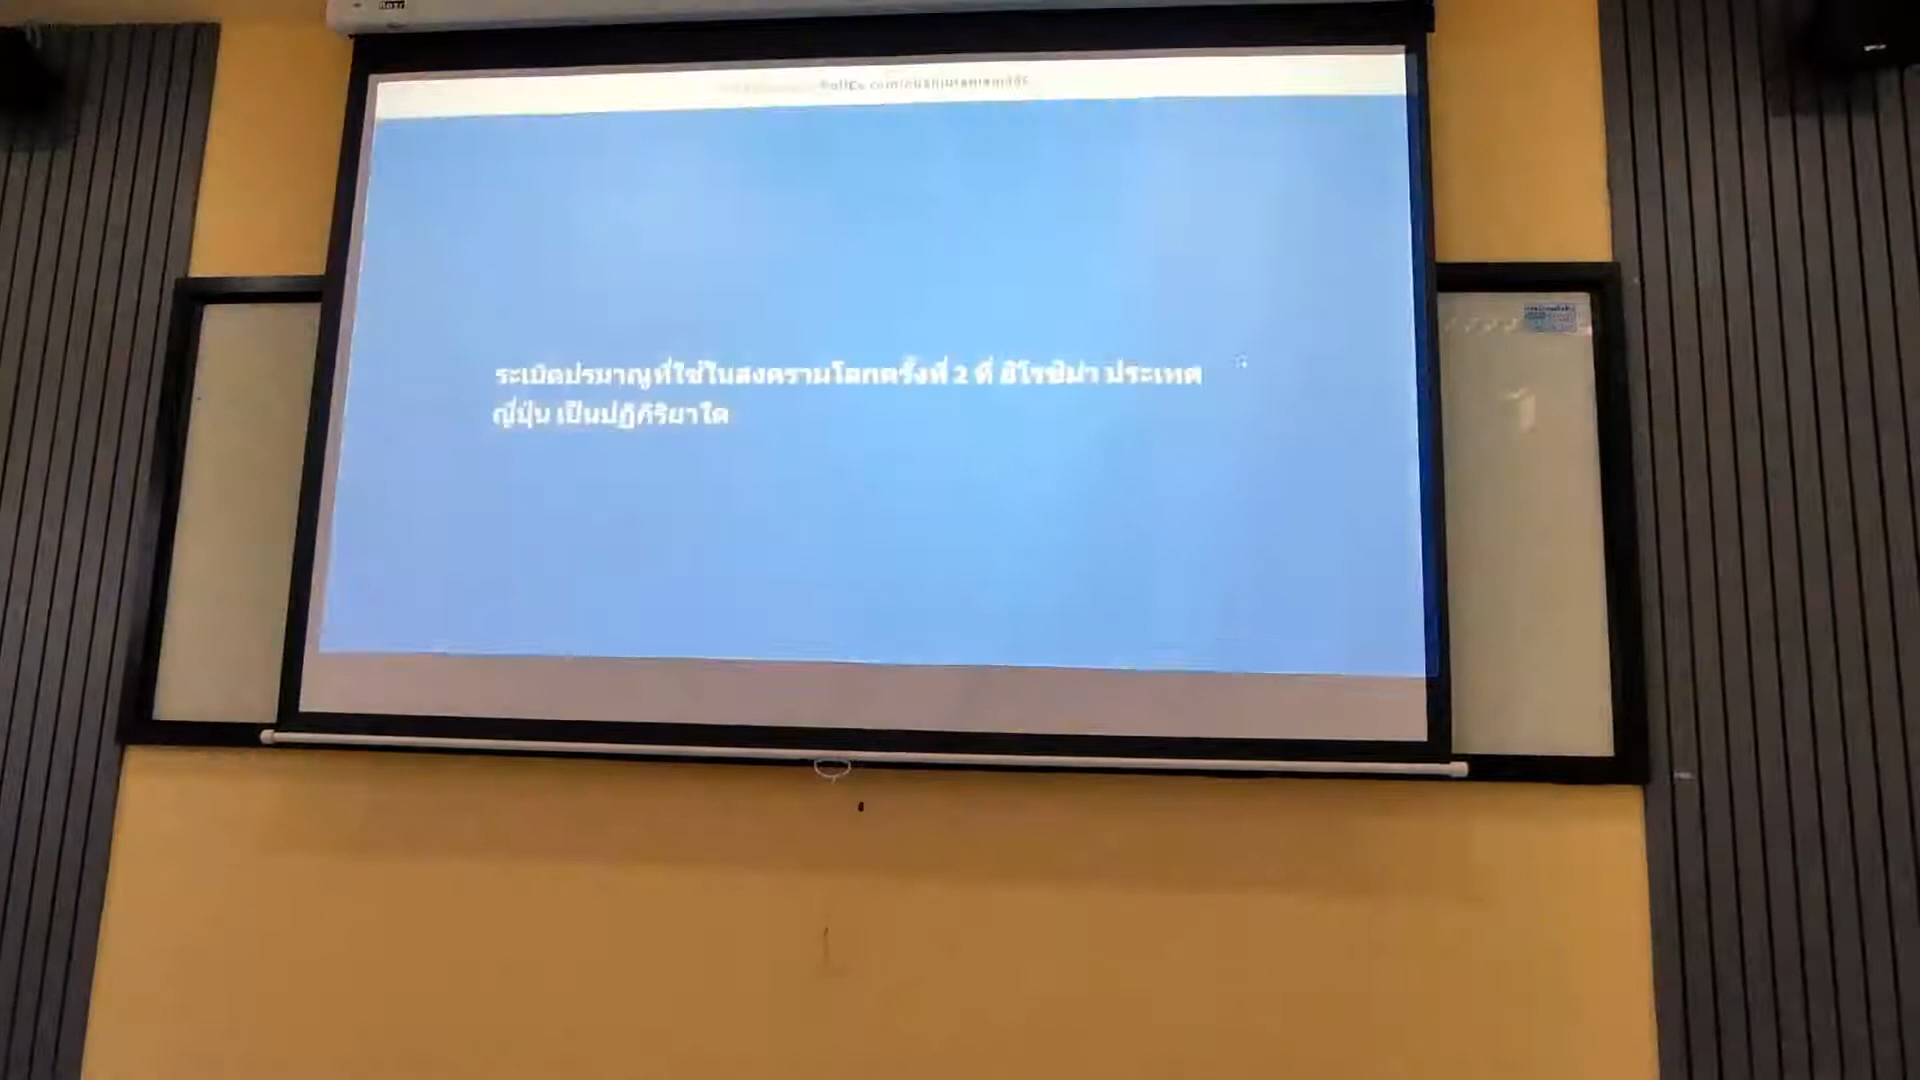 ระเบิดปรมาณูที่ใช้ในสงครามโลกครั้งที่ 2 ที่ ฮิโรชิม่า ประเทศ
ญี่ปุ่น เป็นปฏิกิริยาใด